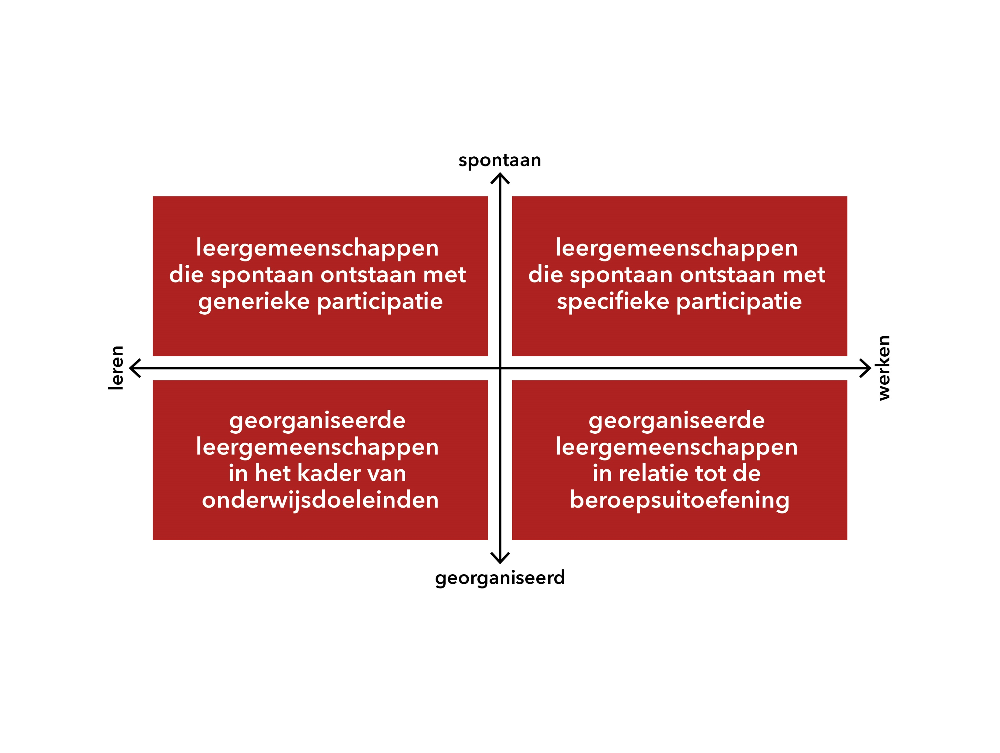 spontaan
leergemeenschappen
die spontaan ontstaan met
generieke participatie
leergemeenschappen
die spontaan ontstaan met
specifieke participatie
leren
werken
georganiseerde
leergemeenschappen
in het kader van
onderwijsdoeleinden
georganiseerde
leergemeenschappen
in relatie tot de
beroepsuitoefening
georganiseerd